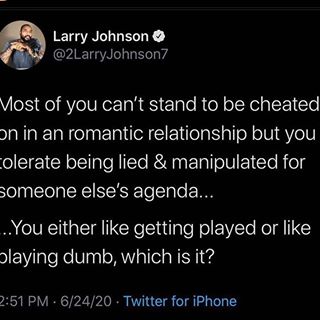 Larry Johnson
@2LarryJohnson7
Most of you can't stand to be cheated
on in an romantic relationship but you
tolerate being lied & manipulated for
someone else's agenda...
...You either like getting played or like
playing dumb, which is it?
2:51 PM · 6/24/20 · Twitter for iPhone